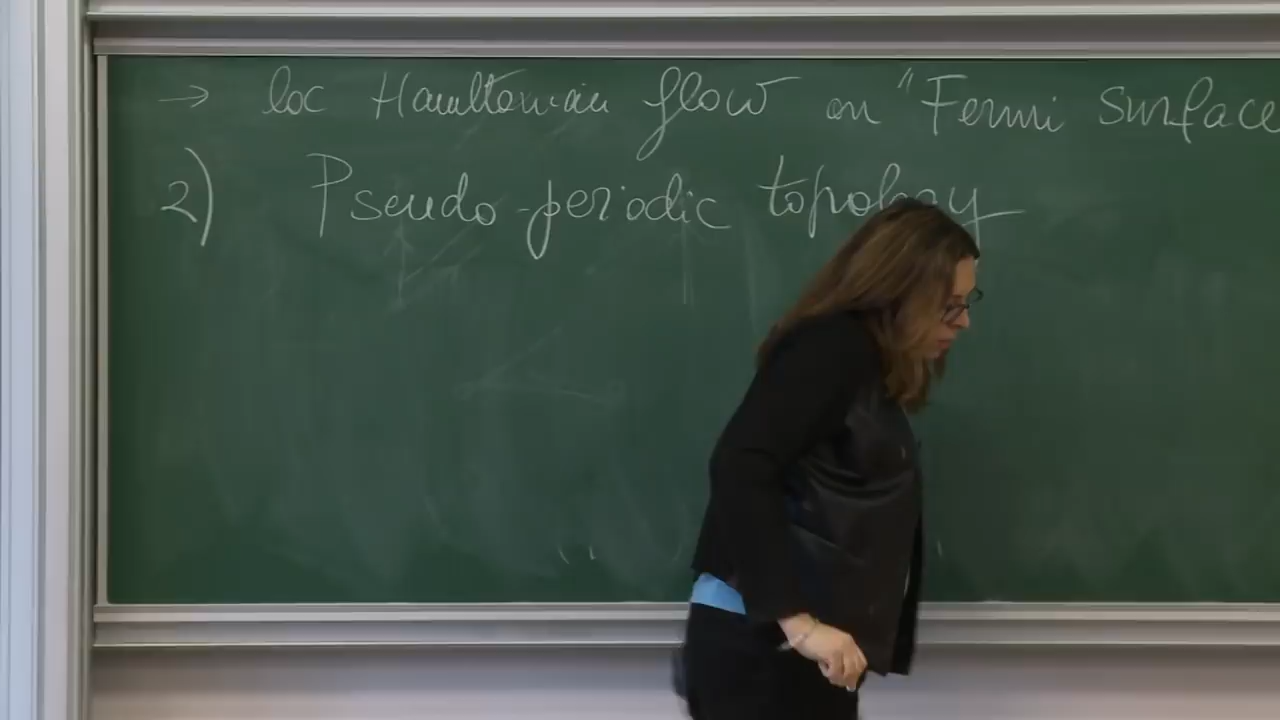 → loc Hamiltonian flow on "Fermi Surface
2) Pseudo-periodic topology